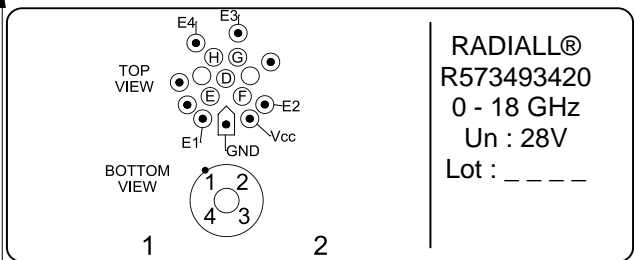 E4
E3
H G
TOP
VIEW
D
E F
E2
E1
Vcc
GND
BOTTOM
VIEW
1 2
4 3
1 2
RADIALL®
R573493420
0 - 18 GHz
Un : 28V
Lot : _ _ _ _